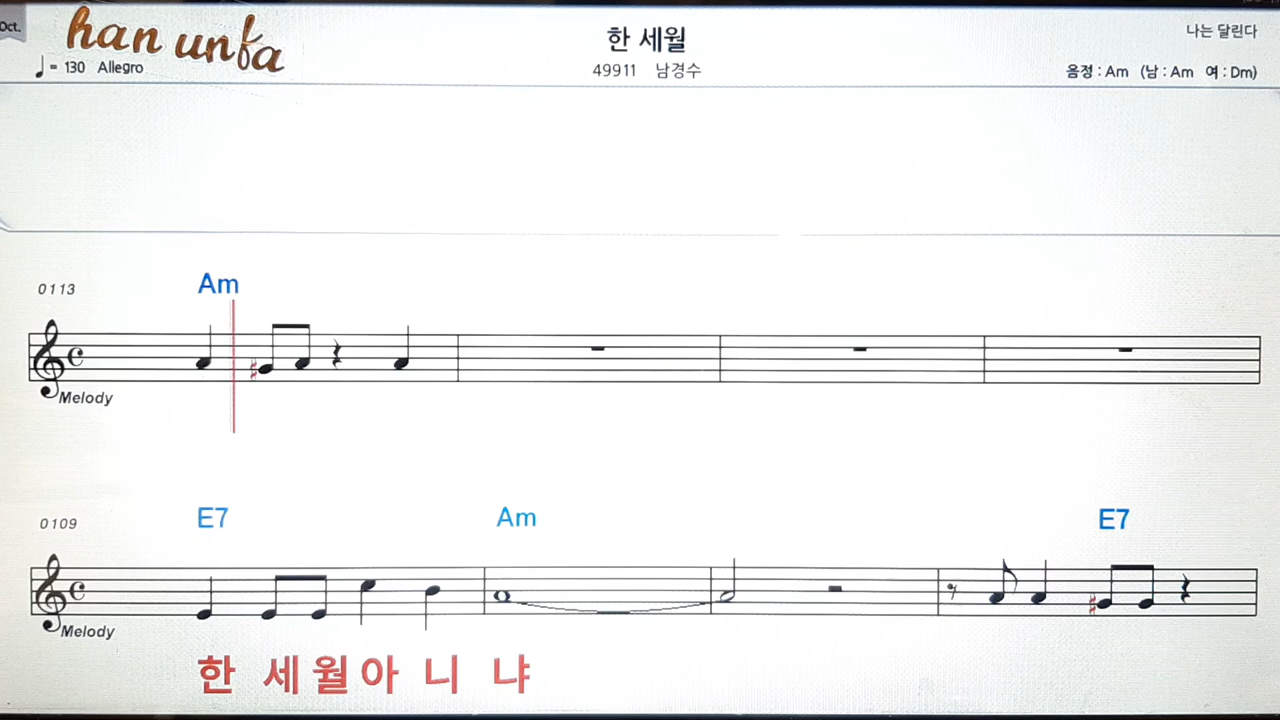 Oct.
han unfa
한 세월
나는 달린다
♩= 130 Allegro
49911 남경수
음정 : Am (남 : Am 여 : Dm)
Am
0113
Melody
E7 Am E7
0109
Melody
한 세월아 니 냐